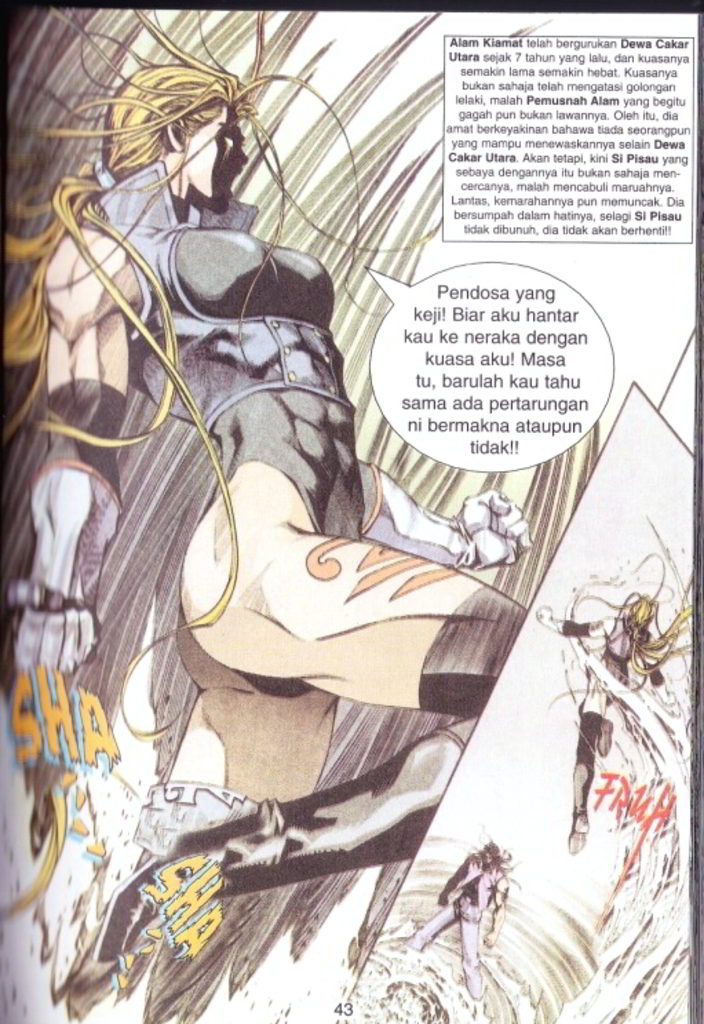 Alam Kiamat telah bergurukan Dewa Cakar
Utara sejak 7 tahun yang lalu, dan kuasanya
semakin lama semakin hebat. Kuasanya
bukan sahaja telah mengatasi golongan
lelaki, malah Pemusnah Alam yang begitu
gagah pun bukan lawannya. Oleh itu, dia
amat berkeyakinan bahawa tiada seorangpun
yang mampu menewaskannya selain Dewa
Cakar Utara. Akan tetapi, kini Si Pisau yang
sebaya dengannya itu bukan sahaja men-
cercanya, malah mencabuli maruahnya.
Lantas, kemarahannya pun memuncak. Dia
bersumpah dalam hatinya, selagi Si Pisau
tidak dibunuh, dia tidak akan berhenti!!
Pendosa yang
keji! Biar aku hantar
kau ke neraka dengan
kuasa aku! Masa
tu, barulah kau tahu
sama ada pertarungan
ni bermakna ataupun
tidak!!
SHA
FRUH
SHA
43